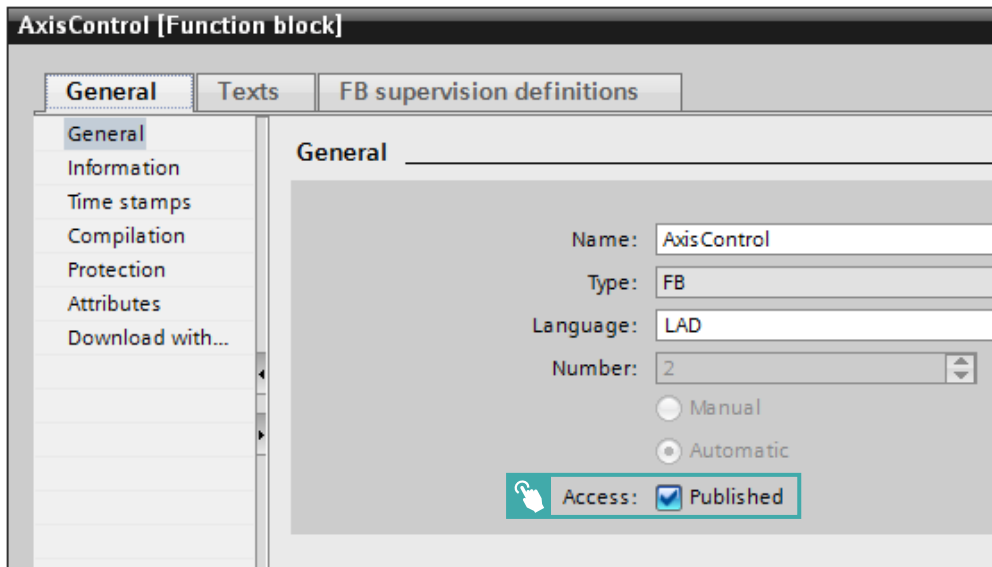 AxisControl [Function block]
General
Texts
FB supervision definitions
General
Information
Time stamps
Compilation
Protection
Attributes
Download with...
General
Name: AxisControl
Type: FB
Language: LAD
Number: 2
Manual
Automatic
Access: Published